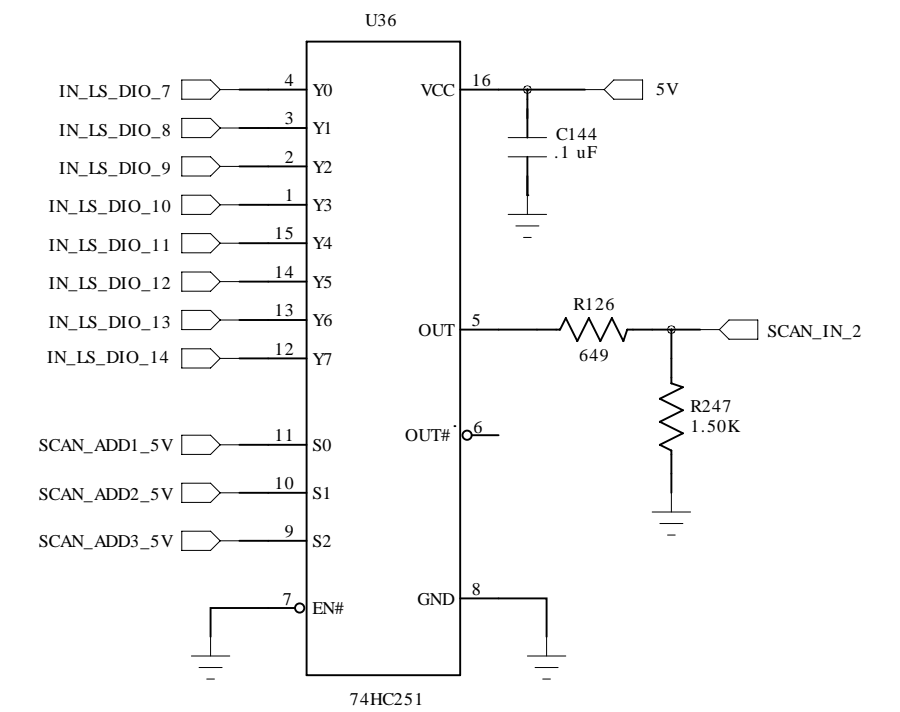 U36
IN_LS_DIO_7 4 Y0 VCC 16 5V
IN_LS_DIO_8 3 Y1
C144
.1 uF
IN_LS_DIO_9 2 Y2
IN_LS_DIO_10 1 Y3
IN_LS_DIO_11 15 Y4
IN_LS_DIO_12 14 Y5
R126
IN_LS_DIO_13 13 Y6 OUT 5 SCAN_IN_2
649
IN_LS_DIO_14 12 Y7
R247
1.50K
SCAN_ADD1_5V 11 S0 OUT# 6
SCAN_ADD2_5V 10 S1
SCAN_ADD3_5V 9 S2
7 EN# GND 8
74HC251